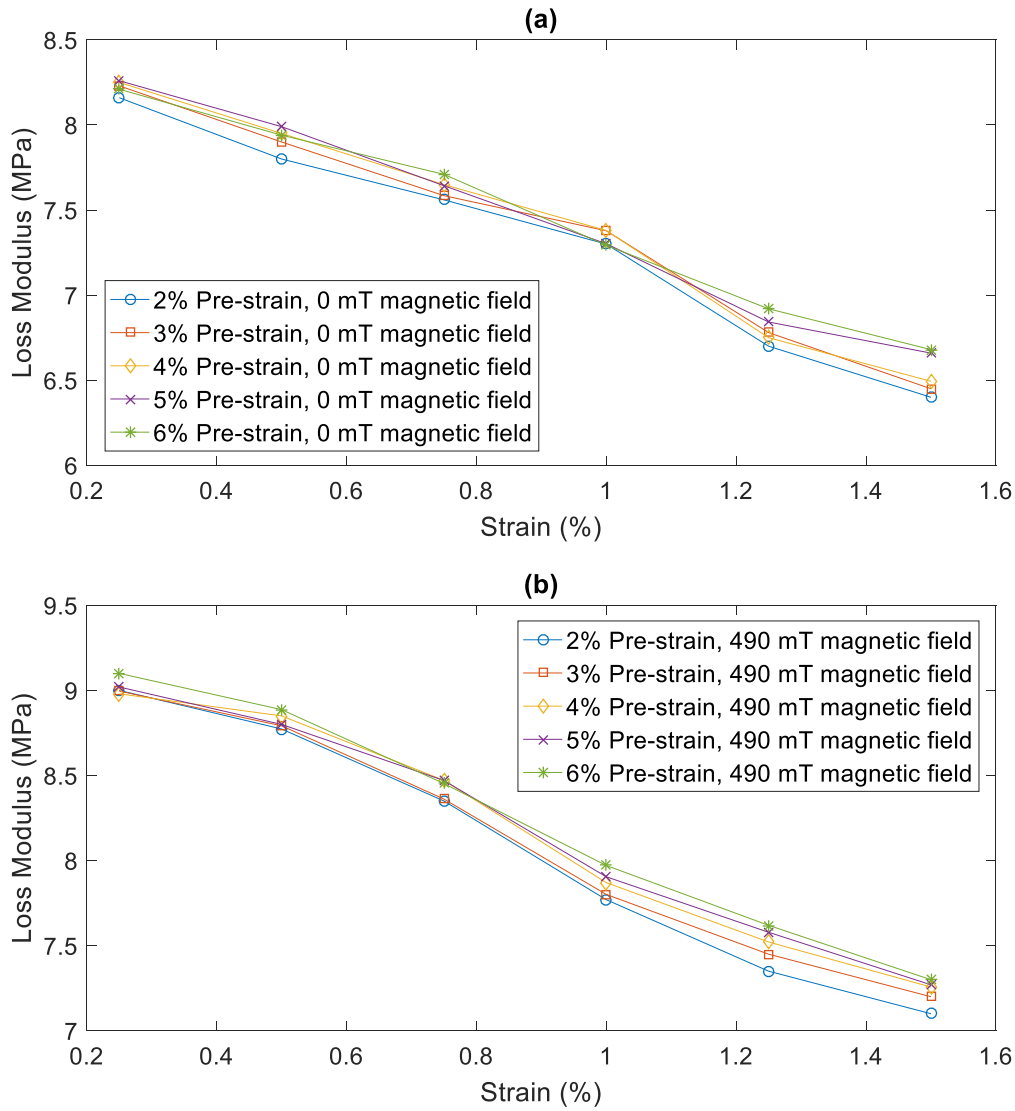 (a)
8.5
8
7.5
7
6.5
6
Loss Modulus (MPa)
2% Pre-strain, 0 mT magnetic field
3% Pre-strain, 0 mT magnetic field
4% Pre-strain, 0 mT magnetic field
5% Pre-strain, 0 mT magnetic field
6% Pre-strain, 0 mT magnetic field
0.2 0.4 0.6 0.8 1 1.2 1.4 1.6
Strain (%)
(b)
9.5
9
8.5
8
7.5
7
Loss Modulus (MPa)
2% Pre-strain, 490 mT magnetic field
3% Pre-strain, 490 mT magnetic field
4% Pre-strain, 490 mT magnetic field
5% Pre-strain, 490 mT magnetic field
6% Pre-strain, 490 mT magnetic field
0.2 0.4 0.6 0.8 1 1.2 1.4 1.6
Strain (%)